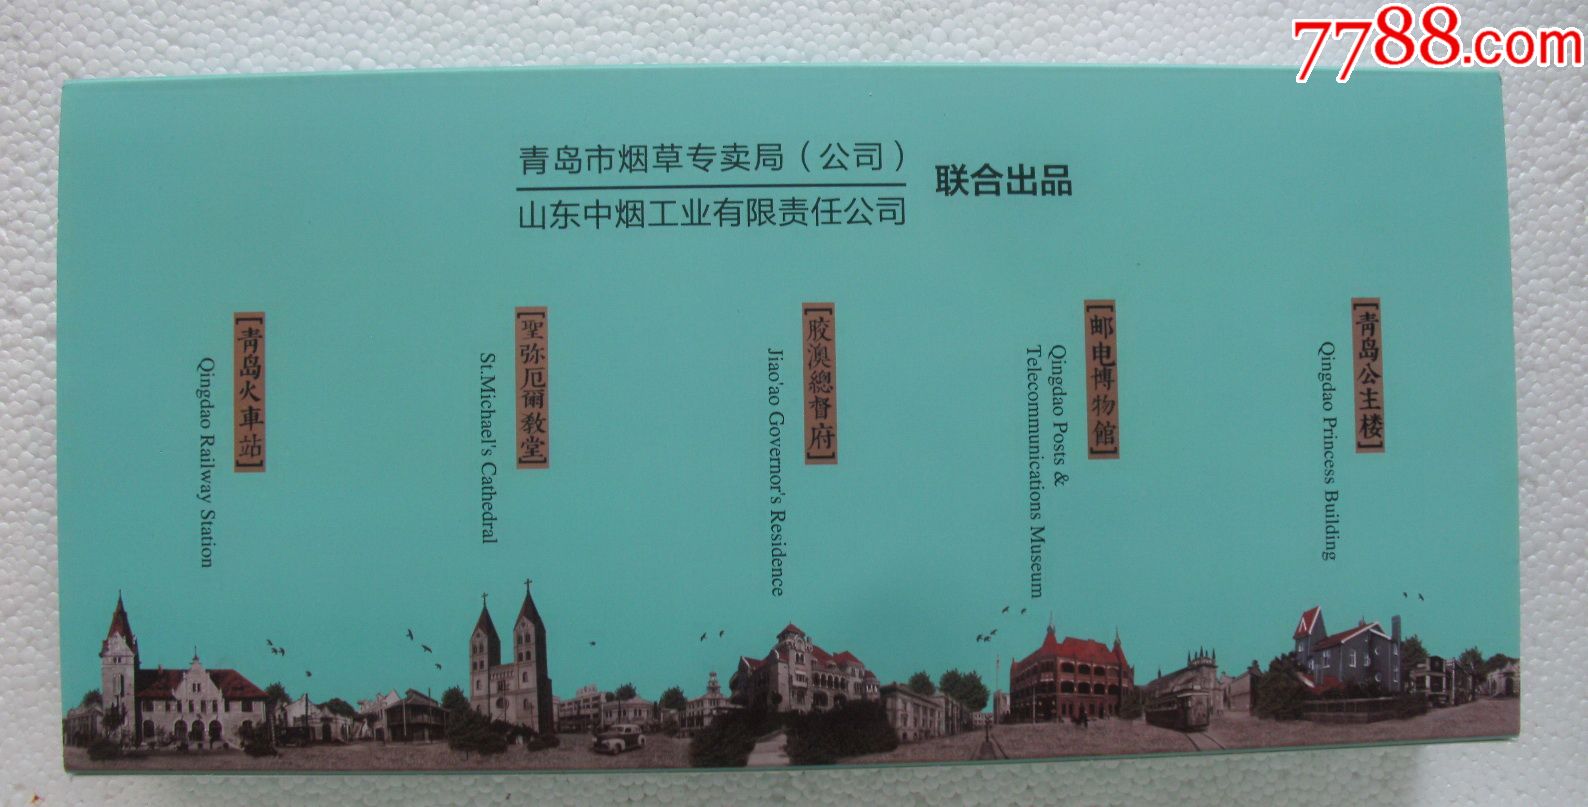 7788.com
青岛市烟草专卖局（公司）
山东中烟工业有限责任公司
联合出品
[青岛火車站]
Qingdao Railway Station
[聖弥厄爾教堂]
St.Michael's Cathedral
[胶澳總督府]
Jiao'ao Governor's Residence
[邮电博物館]
Qingdao Posts &
Telecommunications Museum
[青岛公主楼]
Qingdao Princess Building